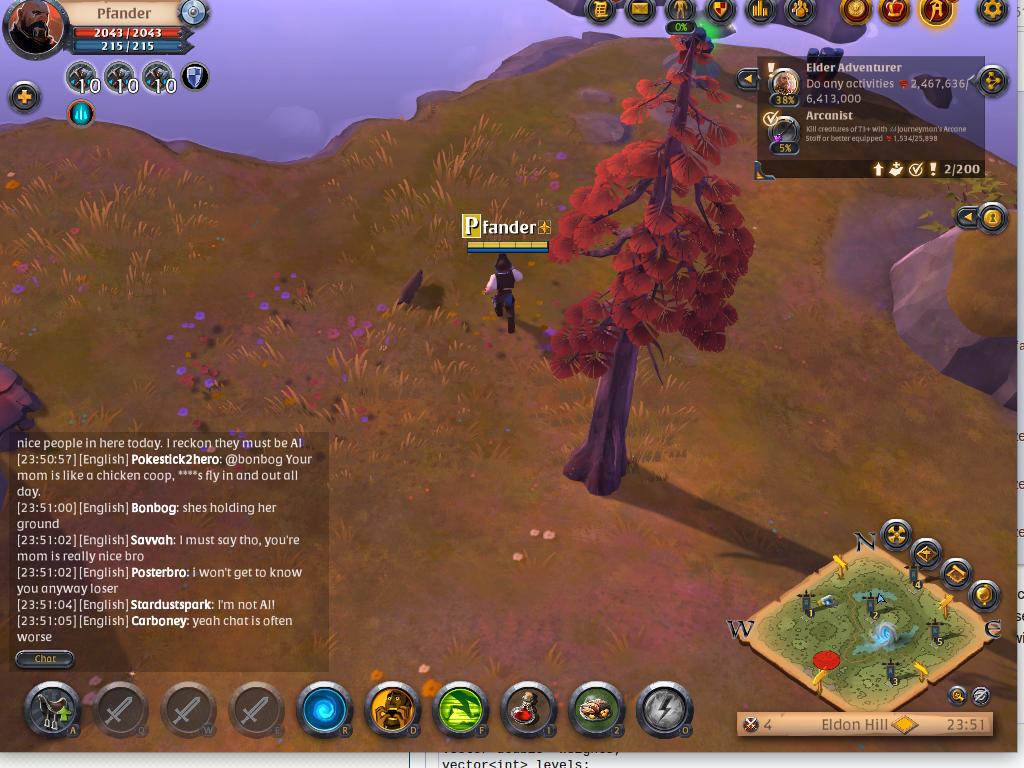 Pfander
2043 / 2043
215 / 215
10 10 10
0%
Elder Adventurer
Do any activities 2,467,636/
6,413,000
38%
Arcanist
Kill creatures of T3+ with Journeyman's Arcane
Staff or better equipped 1,534/25,898
5%
2/200
Pfander
nice people in here today. I reckon they must be AI
[23:50:57] [English] Pokestick2hero: @bonbog Your
mom is like a chicken coop, ****s fly in and out all
day.
[23:51:00] [English] Bonbog: shes holding her
ground
[23:51:02] [English] Savvah: I must say tho, you're
mom is really nice bro
[23:51:02] [English] Posterbro: i won't get to know
you anyway loser
[23:51:04] [English] Stardustspark: I'm not AI!
[23:51:05] [English] Carboney: yeah chat is often
worse
Chat
A Q W E R D F 1 2 O
N
W
E
4
1
2
5
3
4 Eldon Hill 23:51
vector<int> levels;